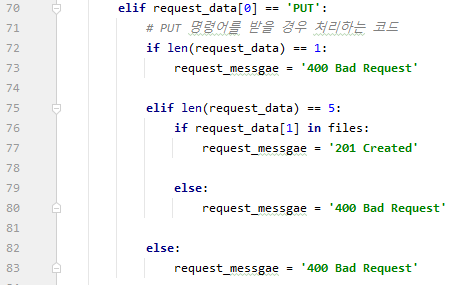 70 elif request_data[0] == 'PUT':
71 # PUT 명령어를 받을 경우 처리하는 코드
72 if len(request_data) == 1:
73 request_messgae = '400 Bad Request'
74
75 elif len(request_data) == 5:
76 if request_data[1] in files:
77 request_messgae = '201 Created'
78
79 else:
80 request_messgae = '400 Bad Request'
81
82 else:
83 request_messgae = '400 Bad Request'